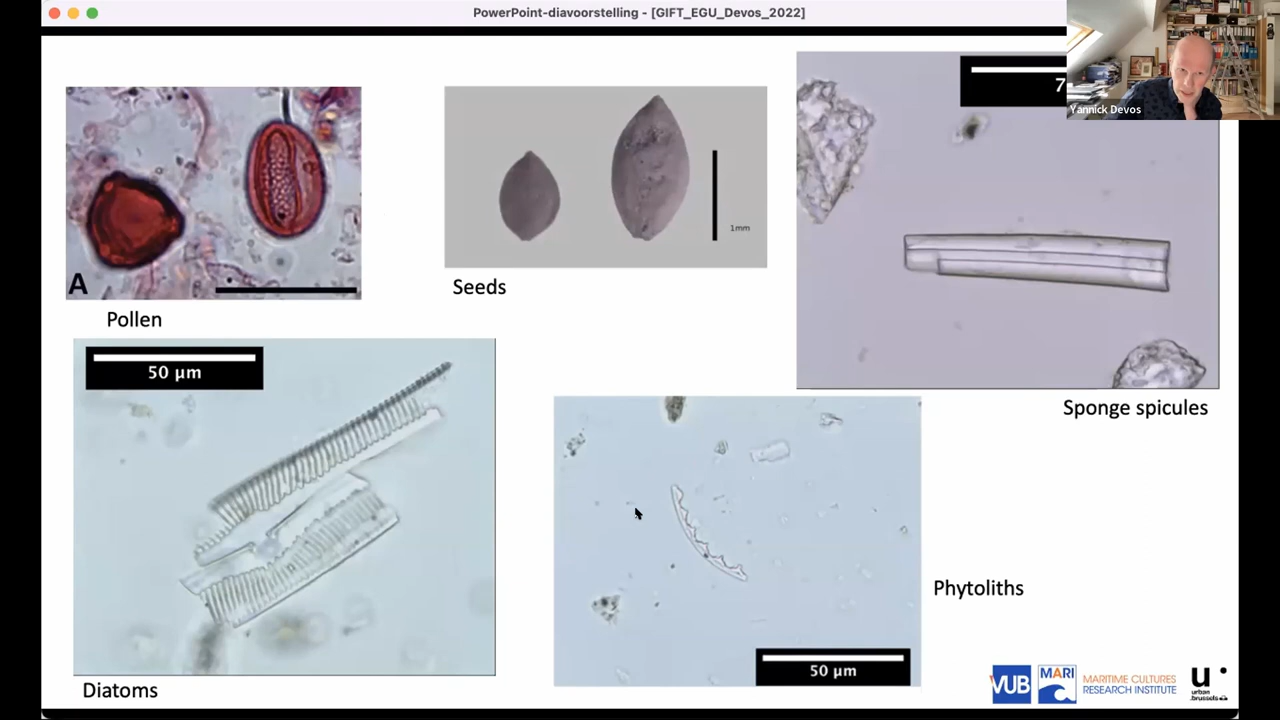 PowerPoint-diavoorstelling - [GIFT_EGU_Devos_2022]
Yannick Devos
7
A
Pollen
1mm
Seeds
Sponge spicules
50 µm
Diatoms
50 µm
Phytoliths
VUB
MARI
MARITIME CULTURES
RESEARCH INSTITUTE
u
urban
.brussels